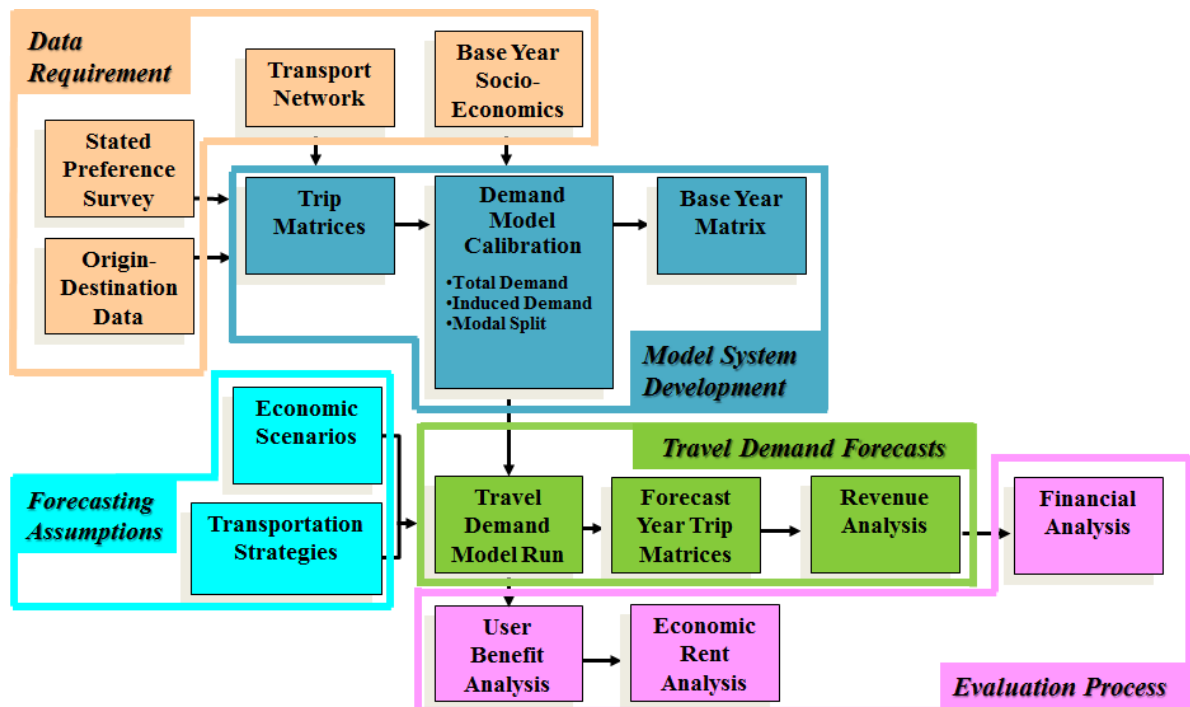 Data
Requirement
Transport
Network
Base Year
Socio-
Economics
Stated
Preference
Survey
Origin-
Destination
Data
Trip
Matrices
Demand
Model
Calibration
•Total Demand
•Induced Demand
•Modal Split
Base Year
Matrix
Model System
Development
Economic
Scenarios
Forecasting
Assumptions
Transportation
Strategies
Travel Demand Forecasts
Travel
Demand
Model Run
Forecast
Year Trip
Matrices
Revenue
Analysis
Financial
Analysis
User
Benefit
Analysis
Economic
Rent
Analysis
Evaluation Process